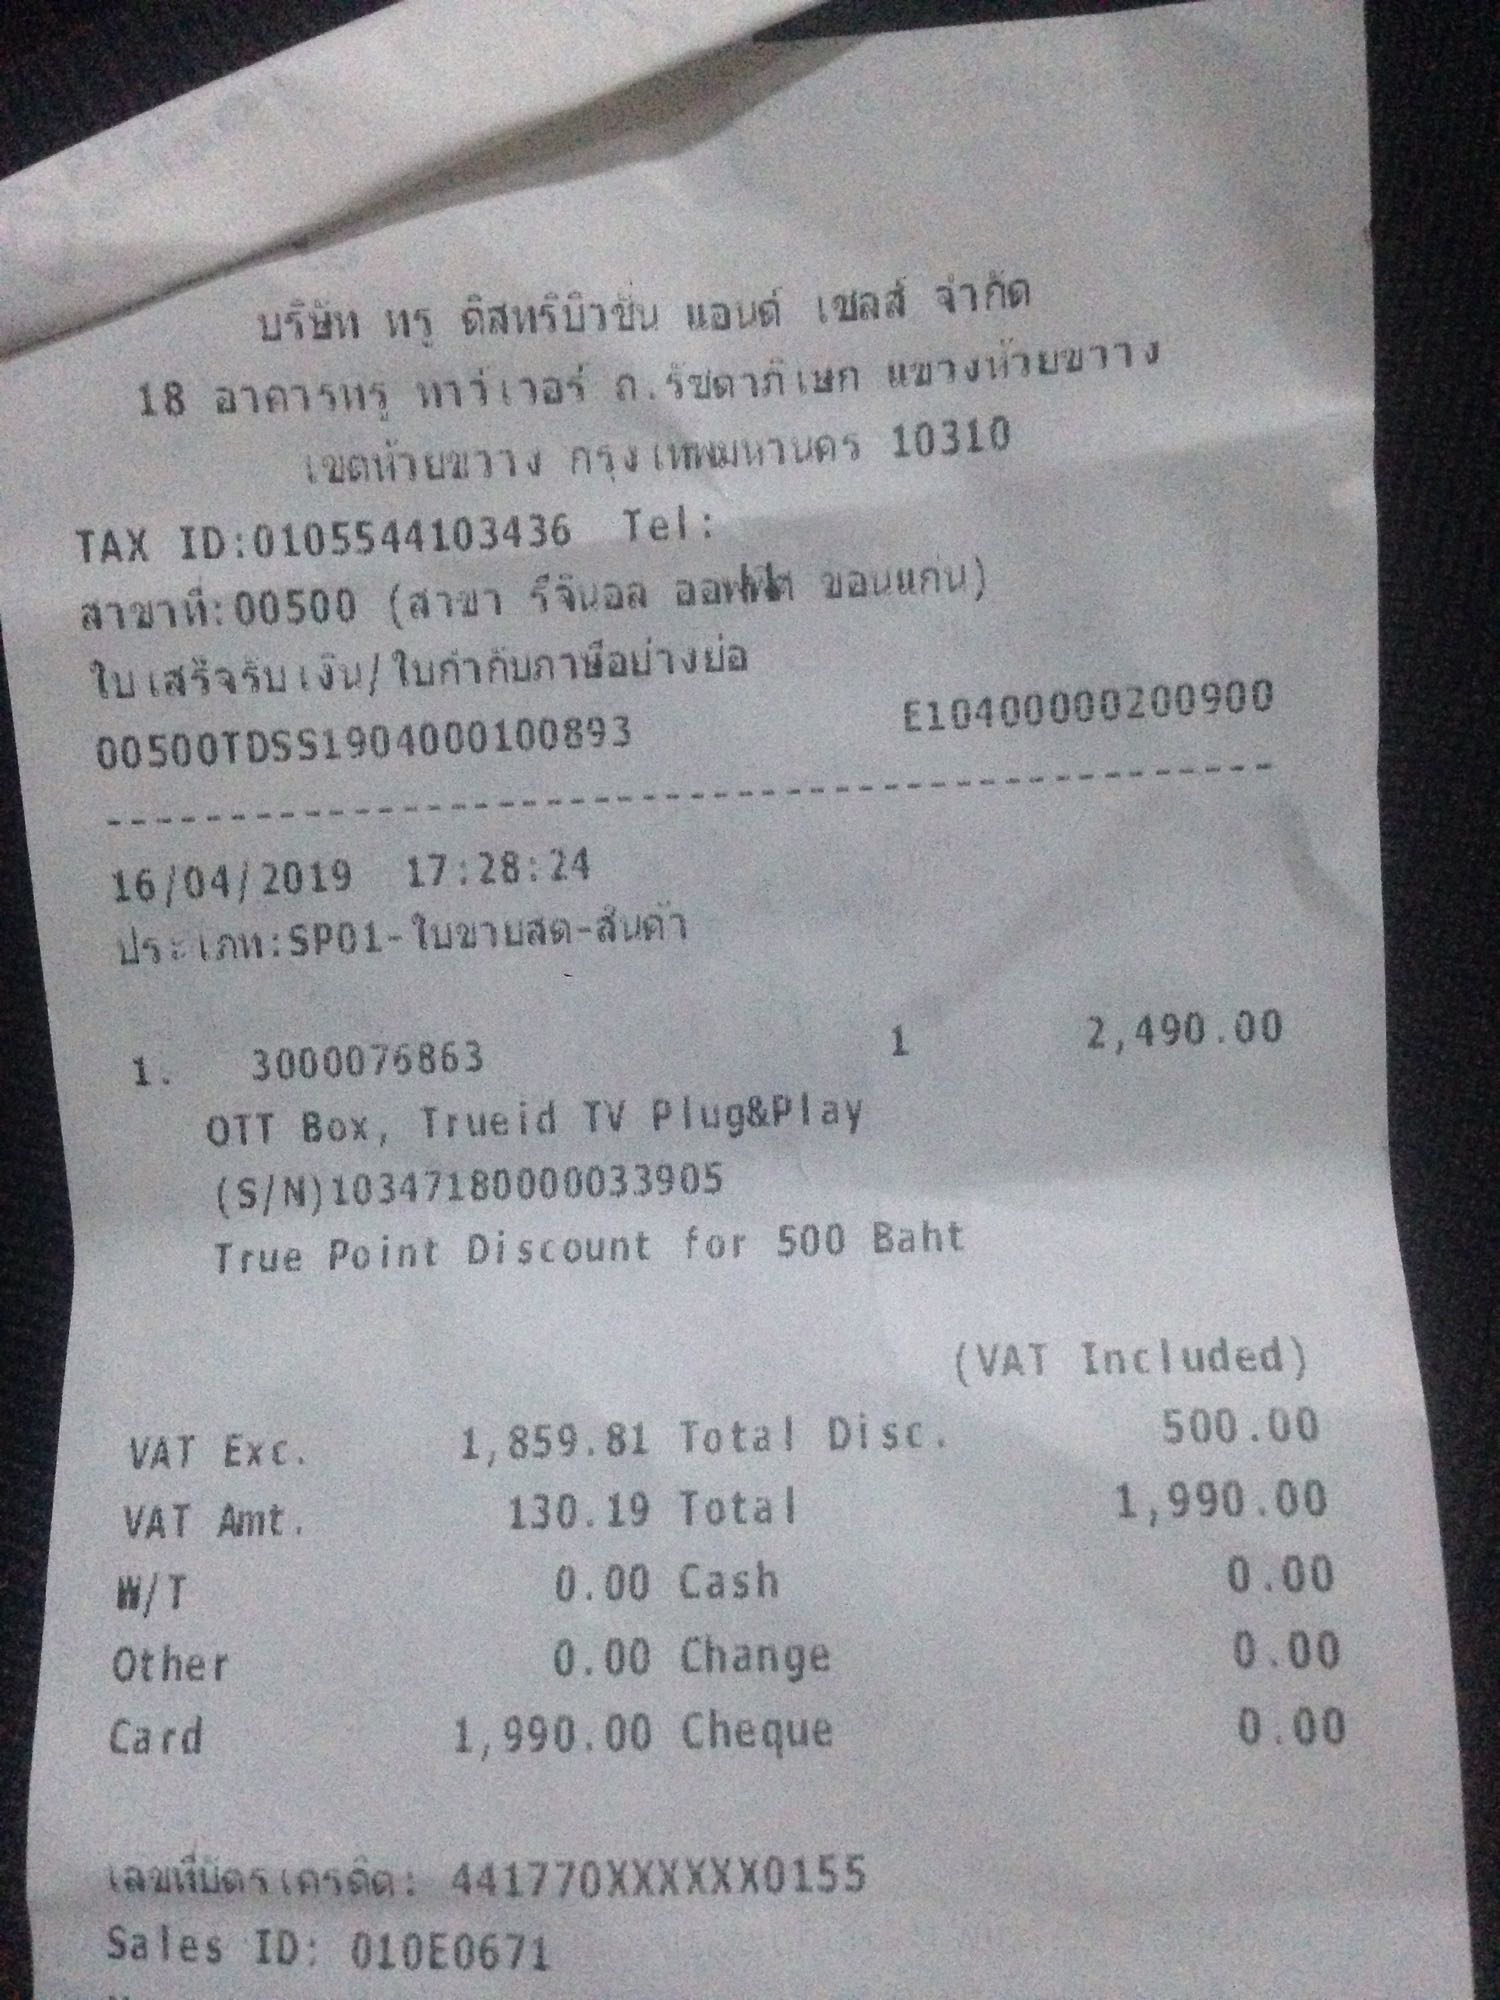 บริษัท ทรู ดิสทริบิวชั่น แอนด์ เซลส์ จำกัด
18 อาคารทรู ทาวเวอร์ ถ.รัชดาภิเษก แขวงห้วยขวาง
เขตห้วยขวาง กรุงเทพมหานคร 10310
TAX ID:0105544103436 Tel:
สาขาที่:00500 (สาขา รีจินอล ออฟฟิศ ขอนแก่น)
ใบเสร็จรับเงิน/ใบกำกับภาษีอย่างย่อ
00500TDSS1904000100893 E10400000200900
16/04/2019 17:28:24
ประเภท:SP01-ใบขายสด-สินค้า
1. 3000076863 1 2,490.00
OTT Box, Trueid TV Plug&Play
(S/N)10347180000033905
True Point Discount for 500 Baht
(VAT Included)
VAT Exc. 1,859.81 Total Disc. 500.00
VAT Amt. 130.19 Total 1,990.00
W/T 0.00 Cash 0.00
Other 0.00 Change 0.00
Card 1,990.00 Cheque 0.00
เลขที่บัตรเครดิต: 441770XXXXXX0155
Sales ID: 010E0671